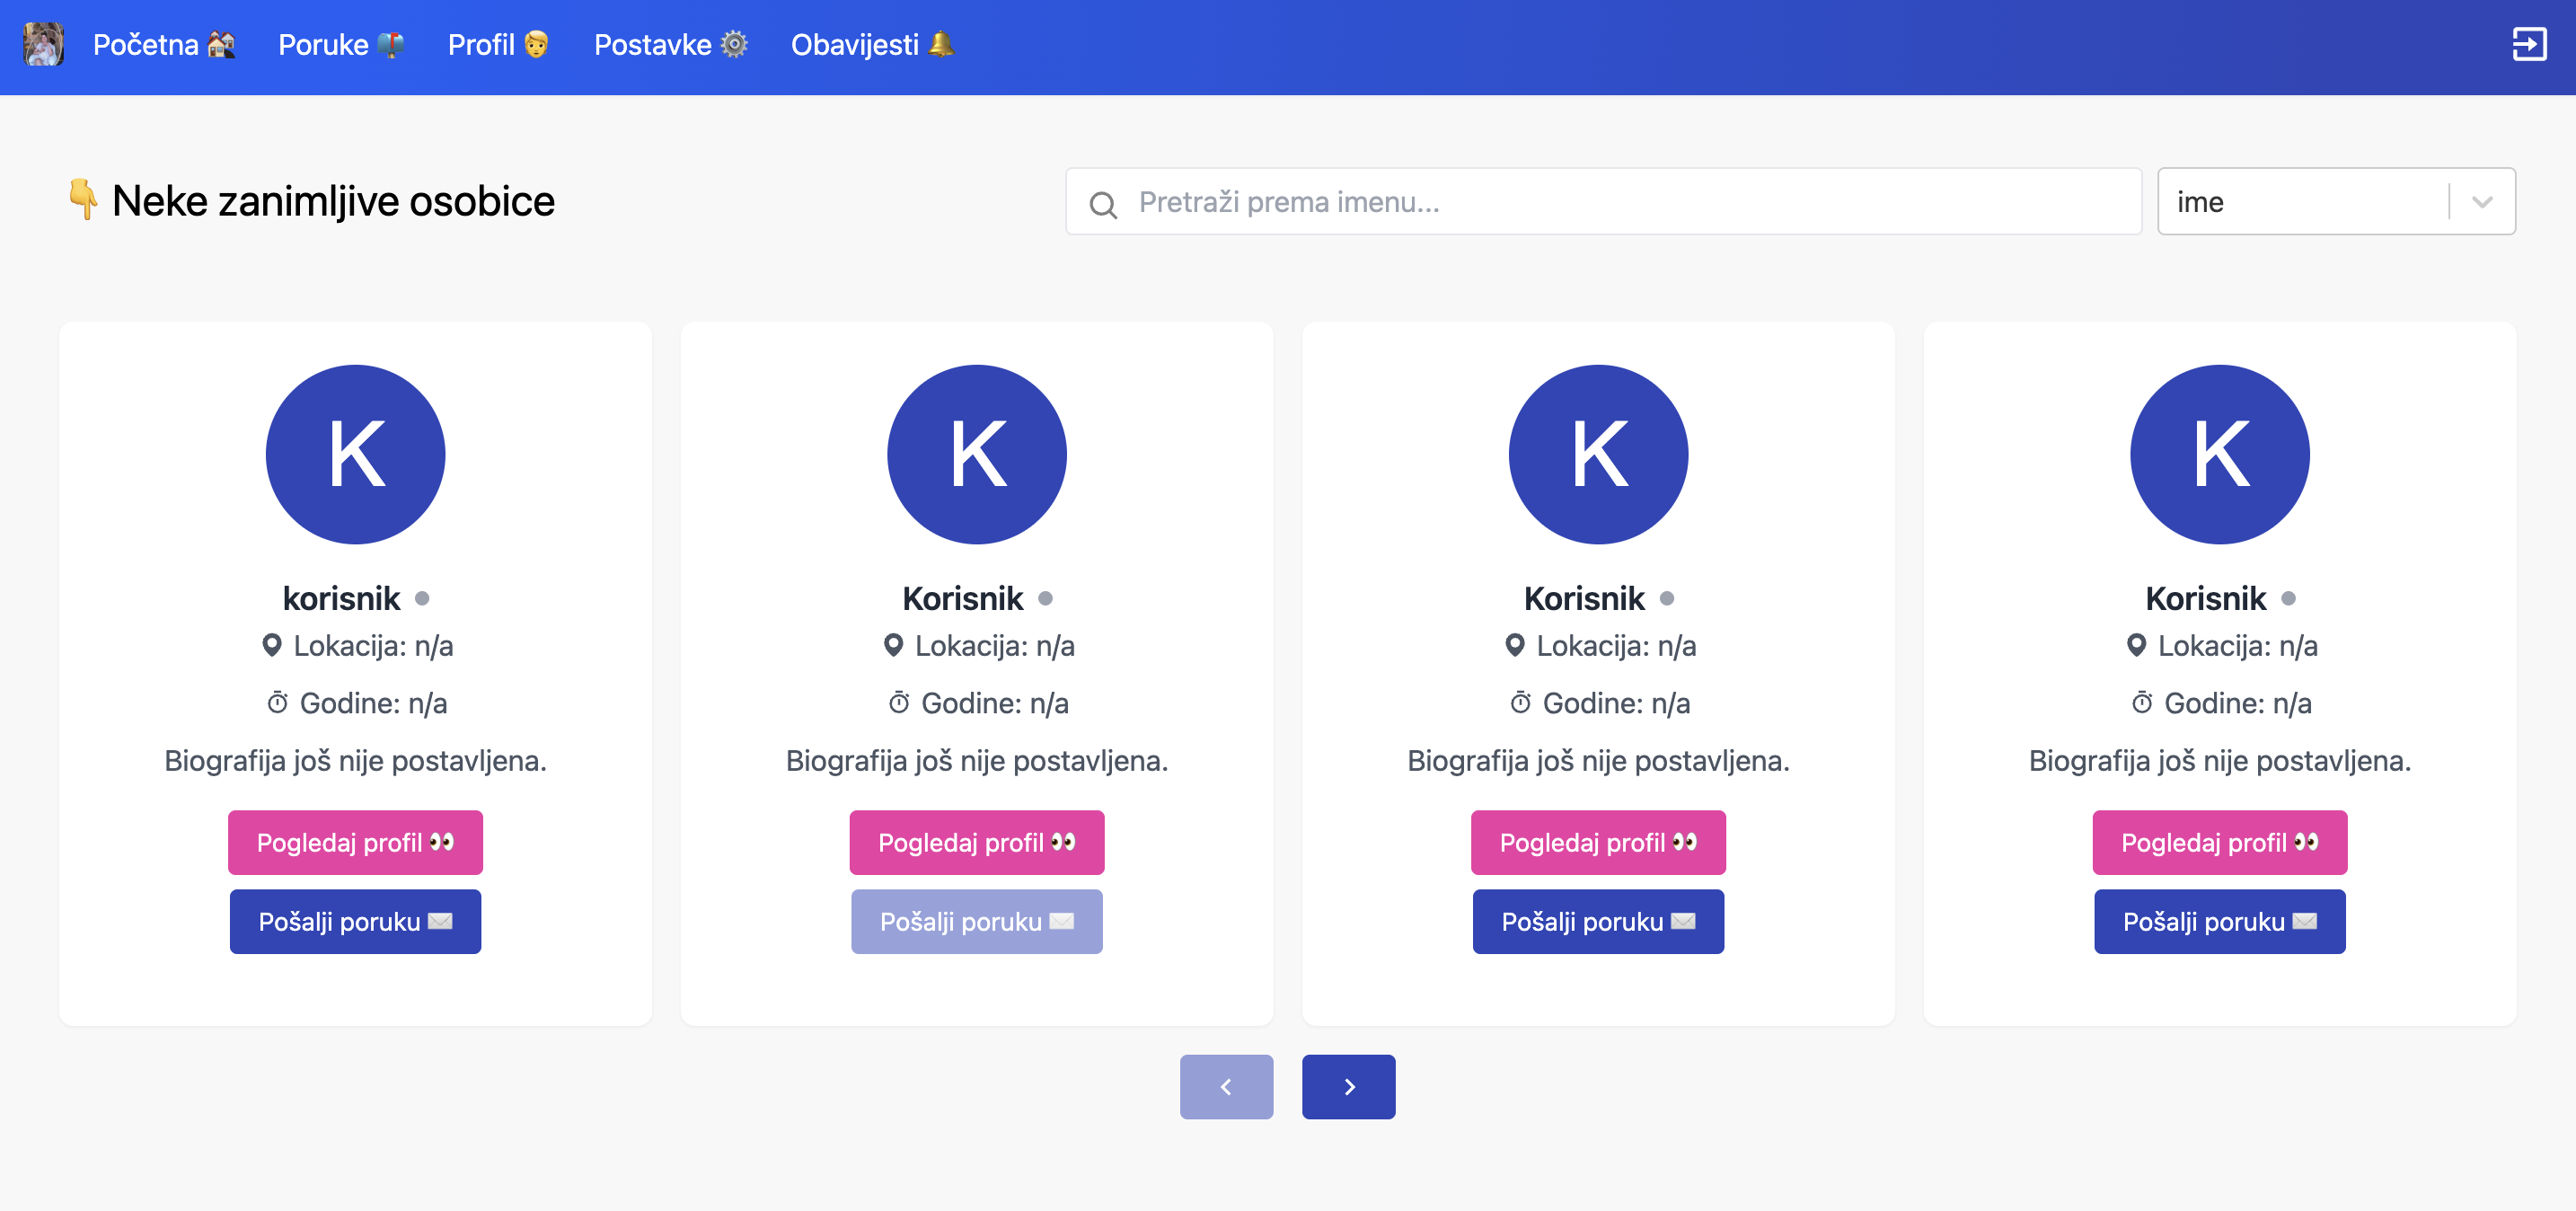 Početna 🏠 Poruke 📬 Profil 🧑 Postavke ⚙️ Obavijesti 🔔
👇 Neke zanimljive osobice
Pretraži prema imenu...
ime
K
korisnik
Lokacija: n/a
Godine: n/a
Biografija još nije postavljena.
Pogledaj profil 👀
Pošalji poruku ✉️
K
Korisnik
Lokacija: n/a
Godine: n/a
Biografija još nije postavljena.
Pogledaj profil 👀
Pošalji poruku ✉️
K
Korisnik
Lokacija: n/a
Godine: n/a
Biografija još nije postavljena.
Pogledaj profil 👀
Pošalji poruku ✉️
K
Korisnik
Lokacija: n/a
Godine: n/a
Biografija još nije postavljena.
Pogledaj profil 👀
Pošalji poruku ✉️